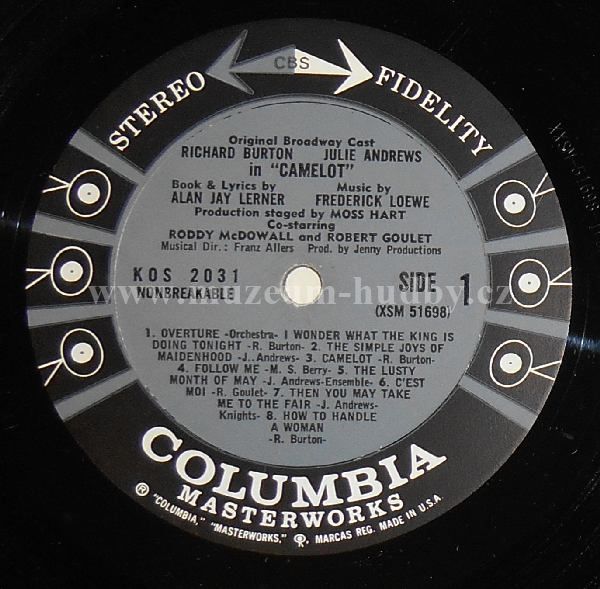 CBS
STEREO FIDELITY
Original Broadway Cast
RICHARD BURTON JULIE ANDREWS
in "CAMELOT"
Book & Lyrics by Music by
ALAN JAY LERNER FREDERICK LOEWE
Production staged by MOSS HART
Co-starring
RODDY McDOWALL and ROBERT GOULET
Musical Dir.: Franz Allers Prod. by Jenny Productions
KOS 2031 SIDE 1
NONBREAKABLE (XSM 51698)
www.muzeum-hudby.cz
1. OVERTURE -Orchestra- I WONDER WHAT THE KING IS
DOING TONIGHT -R. Burton- 2. THE SIMPLE JOYS OF
MAIDENHOOD -J. Andrews- 3. CAMELOT -R. Burton-
4. FOLLOW ME -M. S. Berry- 5. THE LUSTY
MONTH OF MAY -J. Andrews-Ensemble- 6. C'EST
MOI -R. Goulet- 7. THEN YOU MAY TAKE
ME TO THE FAIR -J. Andrews-
Knights- 8. HOW TO HANDLE
A WOMAN
-R. Burton-
COLUMBIA
MASTERWORKS
® "COLUMBIA," "MASTERWORKS," MARCAS REG. MADE IN U.S.A.